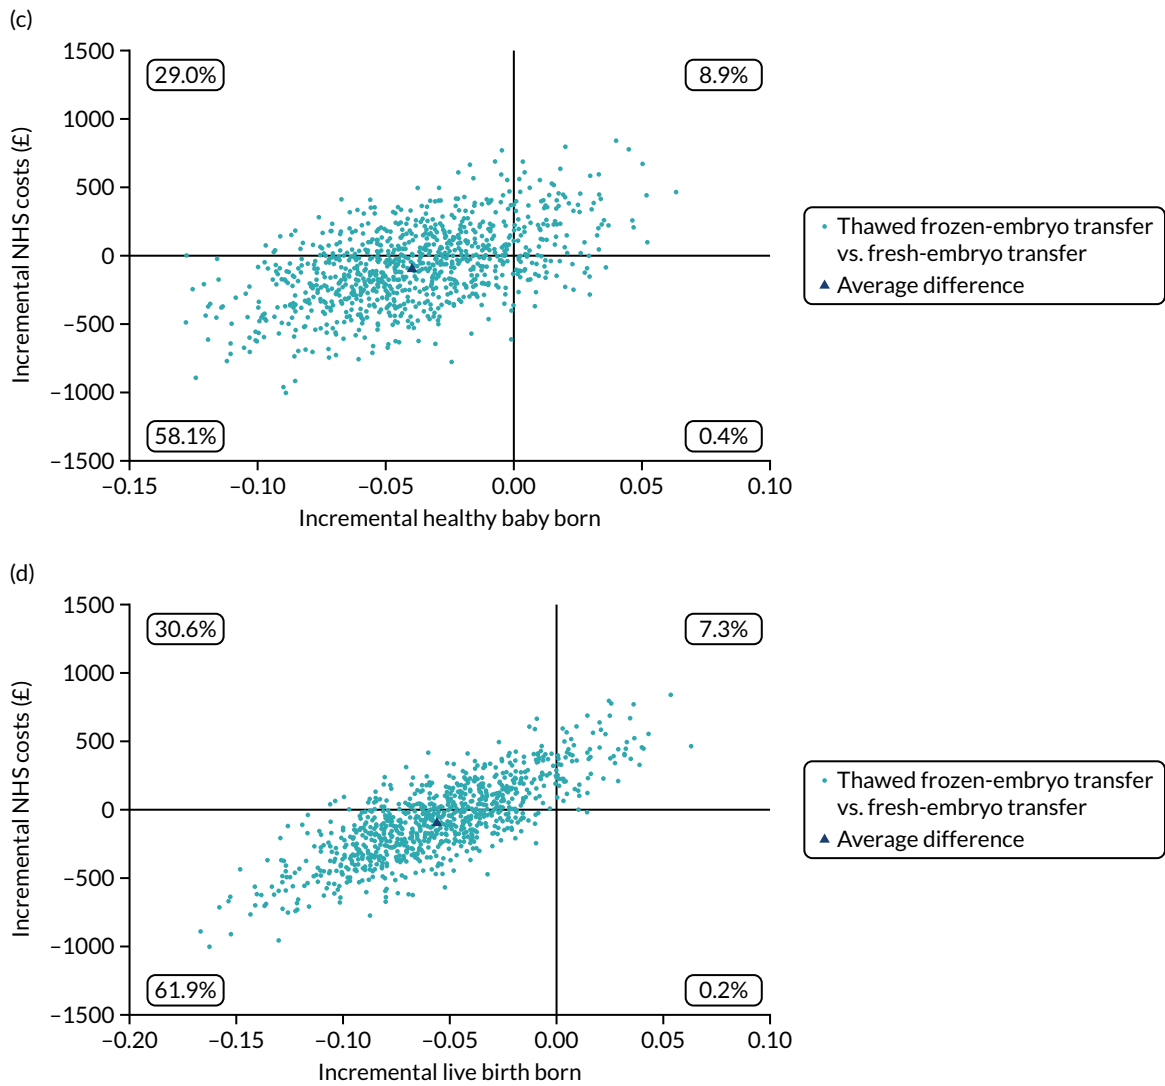 (c)
1500
1000
500
0
−500
−1000
−1500
Incremental NHS costs (£)
29.0%
8.9%
58.1%
0.4%
−0.15
−0.10
−0.05
0.00
0.05
0.10
Incremental healthy baby born
Thawed frozen-embryo transfer
vs. fresh-embryo transfer
Average difference
(d)
1500
1000
500
0
−500
−1000
−1500
Incremental NHS costs (£)
30.6%
7.3%
61.9%
0.2%
−0.20
−0.15
−0.10
−0.05
0.00
0.05
0.10
Incremental live birth born
Thawed frozen-embryo transfer
vs. fresh-embryo transfer
Average difference